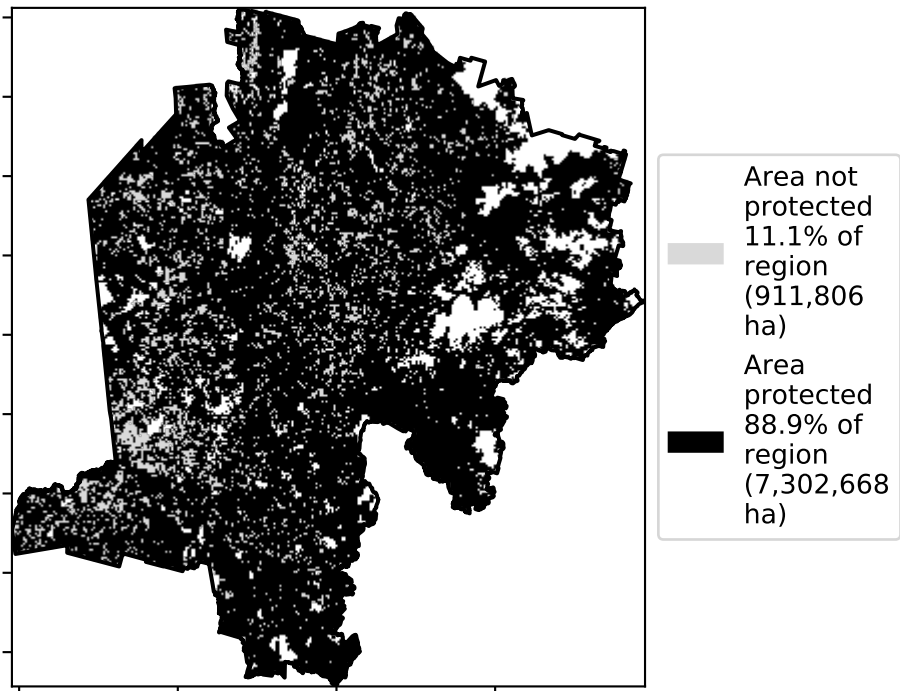 Area not
protected
11.1% of
region
(911,806
ha)
Area
protected
88.9% of
region
(7,302,668
ha)